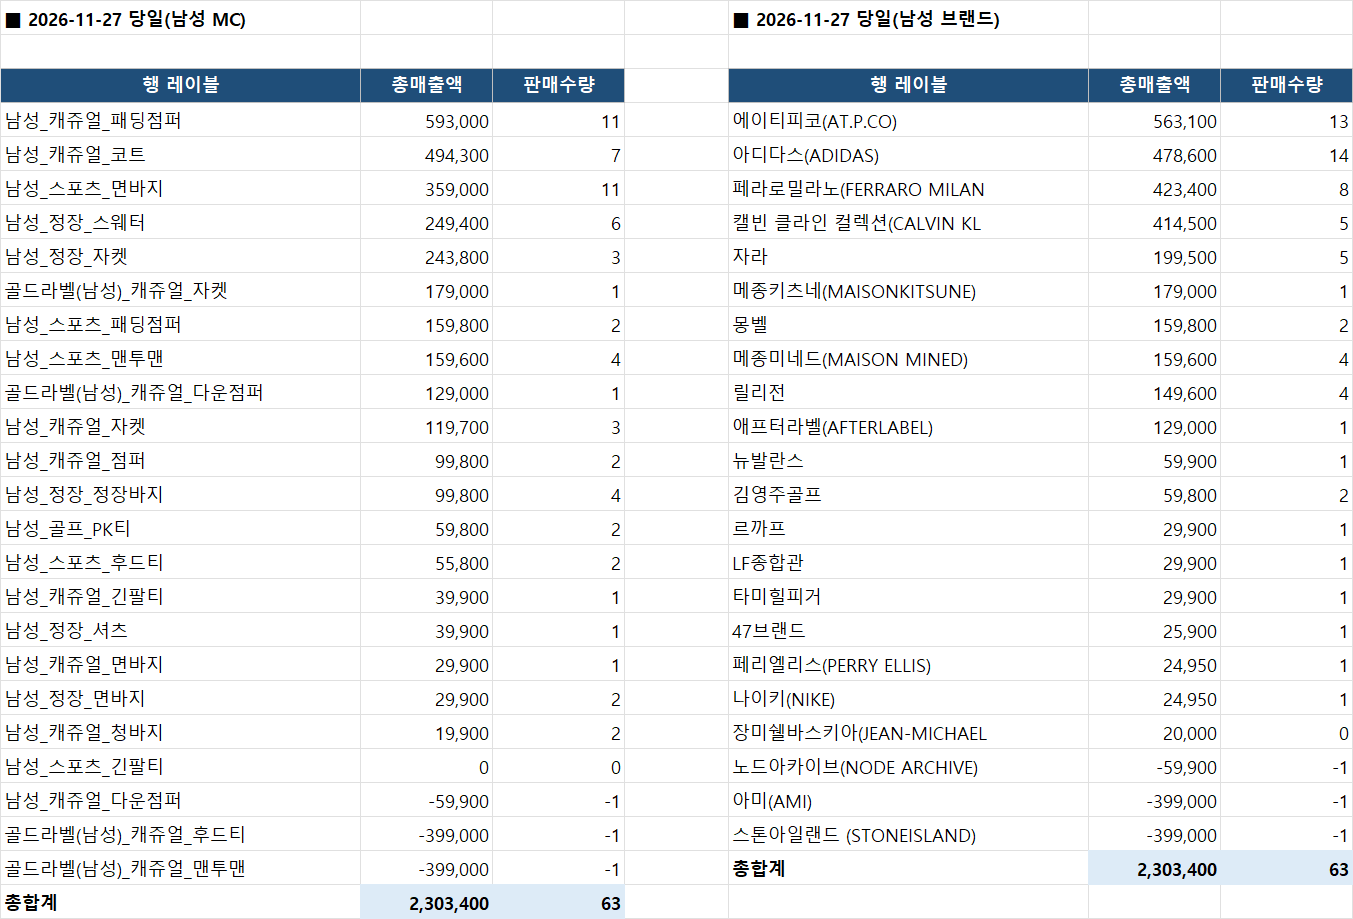 ■ 2026-11-27 당일(남성 MC)
행 레이블 총매출액 판매수량
남성_캐쥬얼_패딩점퍼 593,000 11
남성_캐쥬얼_코트 494,300 7
남성_스포츠_면바지 359,000 11
남성_정장_스웨터 249,400 6
남성_정장_자켓 243,800 3
골드라벨(남성)_캐쥬얼_자켓 179,000 1
남성_스포츠_패딩점퍼 159,800 2
남성_스포츠_맨투맨 159,600 4
골드라벨(남성)_캐쥬얼_다운점퍼 129,000 1
남성_캐쥬얼_자켓 119,700 3
남성_캐쥬얼_점퍼 99,800 2
남성_정장_정장바지 99,800 4
남성_골프_PK티 59,800 2
남성_스포츠_후드티 55,800 2
남성_캐쥬얼_긴팔티 39,900 1
남성_정장_셔츠 39,900 1
남성_캐쥬얼_면바지 29,900 1
남성_정장_면바지 29,900 2
남성_캐쥬얼_청바지 19,900 2
남성_스포츠_긴팔티 0 0
남성_캐쥬얼_다운점퍼 -59,900 -1
골드라벨(남성)_캐쥬얼_후드티 -399,000 -1
골드라벨(남성)_캐쥬얼_맨투맨 -399,000 -1
총합계 2,303,400 63
■ 2026-11-27 당일(남성 브랜드)
행 레이블 총매출액 판매수량
에이티피코(AT.P.CO) 563,100 13
아디다스(ADIDAS) 478,600 14
페라로밀라노(FERRARO MILAN 423,400 8
캘빈 클라인 컬렉션(CALVIN KL 414,500 5
자라 199,500 5
메종키츠네(MAISONKITSUNE) 179,000 1
몽벨 159,800 2
메종미네드(MAISON MINED) 159,600 4
릴리전 149,600 4
애프터라벨(AFTERLABEL) 129,000 1
뉴발란스 59,900 1
김영주골프 59,800 2
르까프 29,900 1
LF종합관 29,900 1
타미힐피거 29,900 1
47브랜드 25,900 1
페리엘리스(PERRY ELLIS) 24,950 1
나이키(NIKE) 24,950 1
장미쉘바스키아(JEAN-MICHAEL 20,000 0
노드아카이브(NODE ARCHIVE) -59,900 -1
아미(AMI) -399,000 -1
스톤아일랜드 (STONEISLAND) -399,000 -1
총합계 2,303,400 63